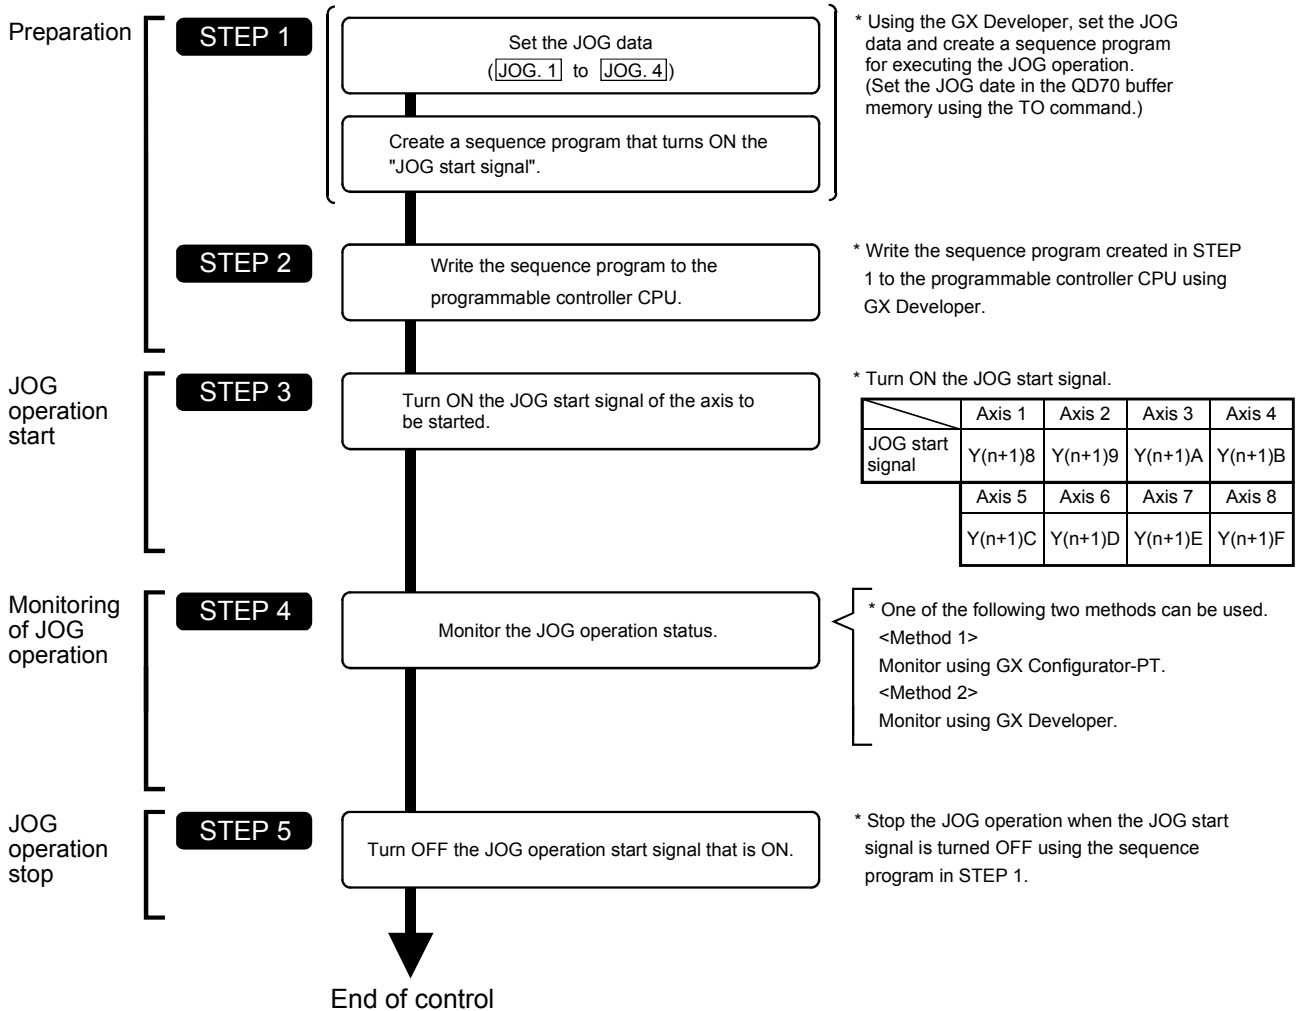 Preparation
STEP 1
Set the JOG data
(JOG. 1 to JOG. 4)
* Using the GX Developer, set the JOG
data and create a sequence program
for executing the JOG operation.
(Set the JOG date in the QD70 buffer
memory using the TO command.)
Create a sequence program that turns ON the
"JOG start signal".
STEP 2
Write the sequence program to the
programmable controller CPU.
* Write the sequence program created in STEP
1 to the programmable controller CPU using
GX Developer.
JOG
operation
start
STEP 3
Turn ON the JOG start signal of the axis to
be started.
* Turn ON the JOG start signal.
Axis 1 Axis 2 Axis 3 Axis 4
JOG start
signal
Y(n+1)8 Y(n+1)9 Y(n+1)A Y(n+1)B
Axis 5 Axis 6 Axis 7 Axis 8
Y(n+1)C Y(n+1)D Y(n+1)E Y(n+1)F
Monitoring
of JOG
operation
STEP 4
Monitor the JOG operation status.
* One of the following two methods can be used.
<Method 1>
Monitor using GX Configurator-PT.
<Method 2>
Monitor using GX Developer.
JOG
operation
stop
STEP 5
Turn OFF the JOG operation start signal that is ON.
* Stop the JOG operation when the JOG start
signal is turned OFF using the sequence
program in STEP 1.
End of control